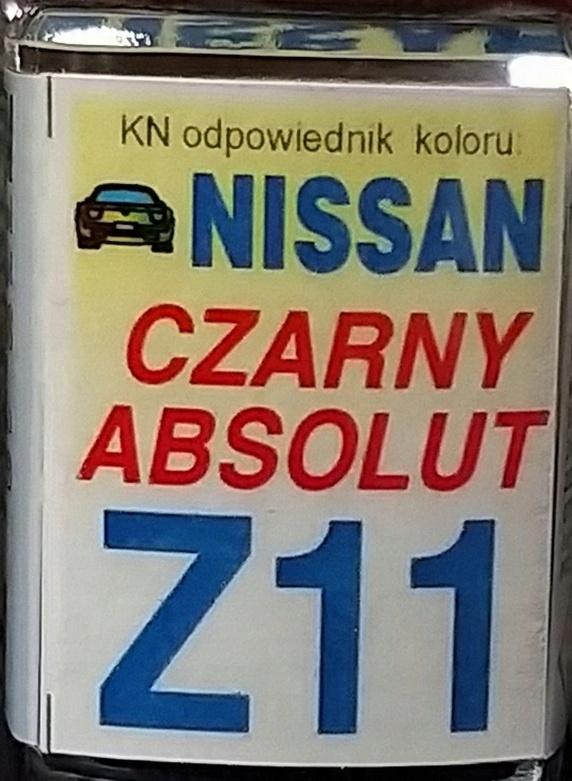 KN odpowiednik koloru:
NISSAN
CZARNY
ABSOLUT
Z11